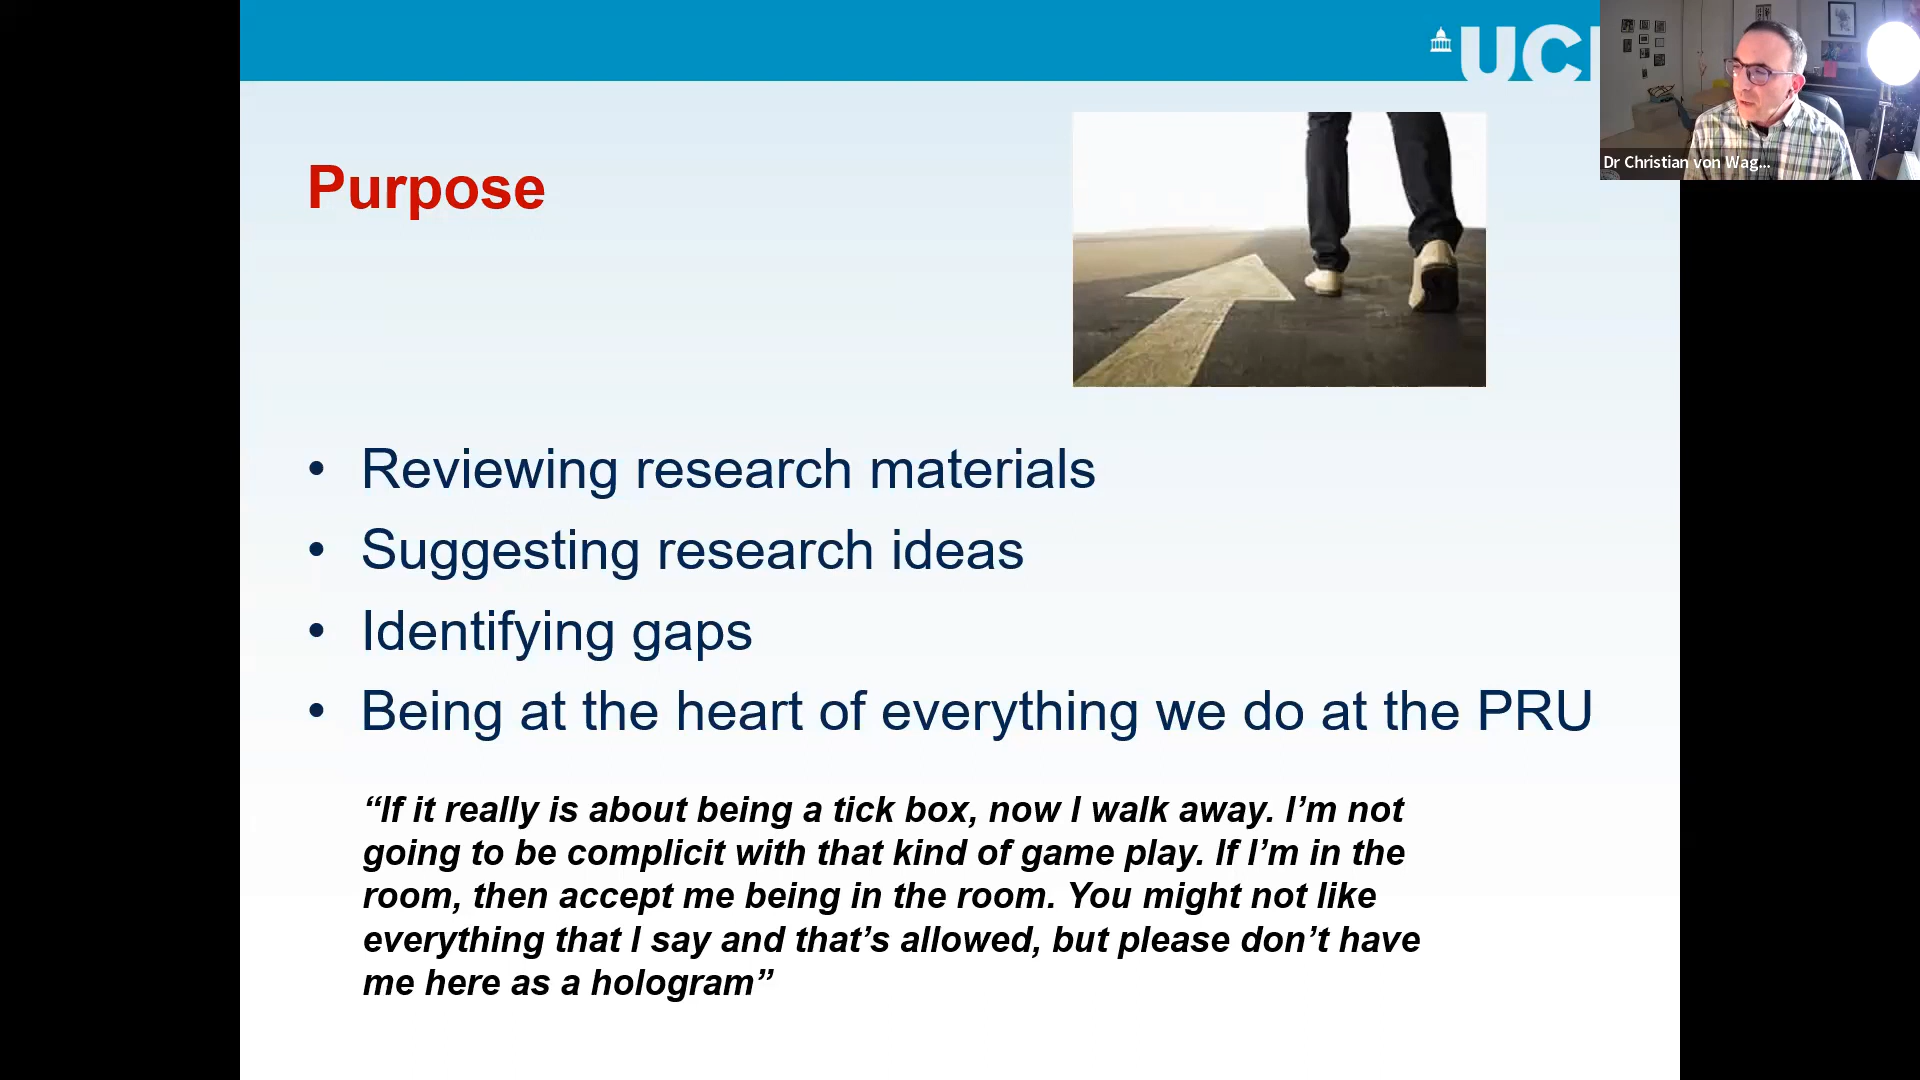 UCL
Dr Christian von Wag...
Purpose
• Reviewing research materials
• Suggesting research ideas
• Identifying gaps
• Being at the heart of everything we do at the PRU
“If it really is about being a tick box, now I walk away. I’m not
going to be complicit with that kind of game play. If I’m in the
room, then accept me being in the room. You might not like
everything that I say and that’s allowed, but please don’t have
me here as a hologram”